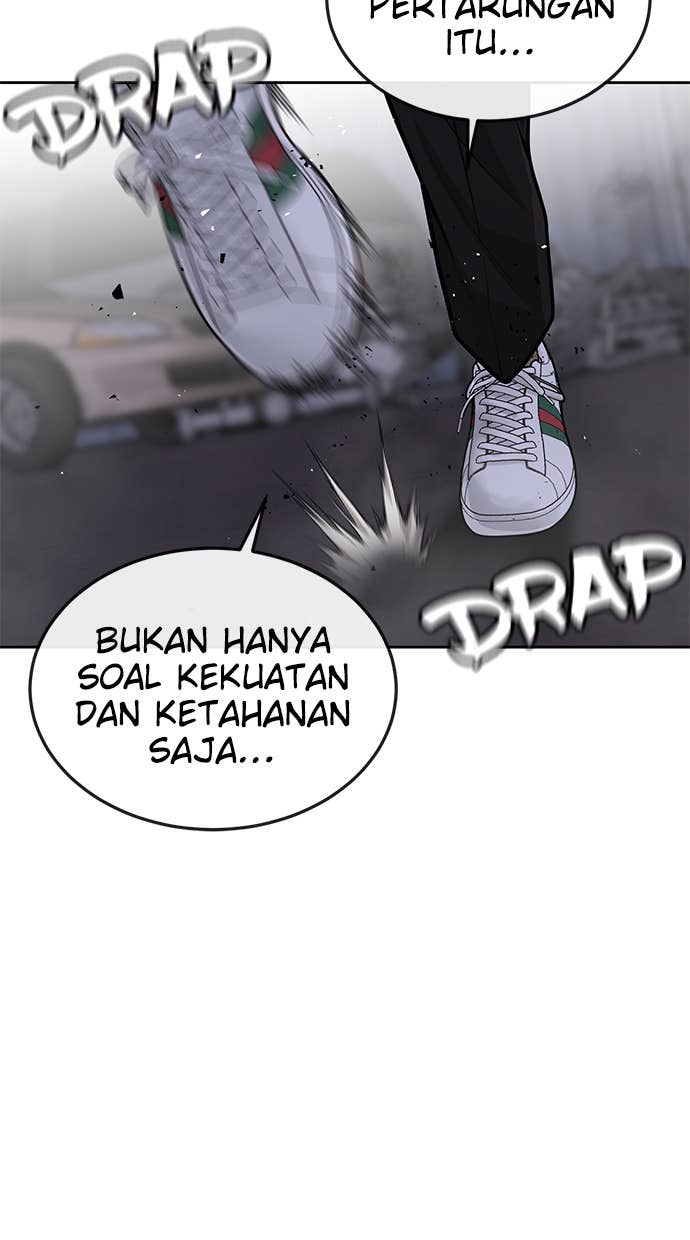 PERTARUNGAN
ITU...
DRAP
DRAP
BUKAN HANYA
SOAL KEKUATAN
DAN KETAHANAN
SAJA...